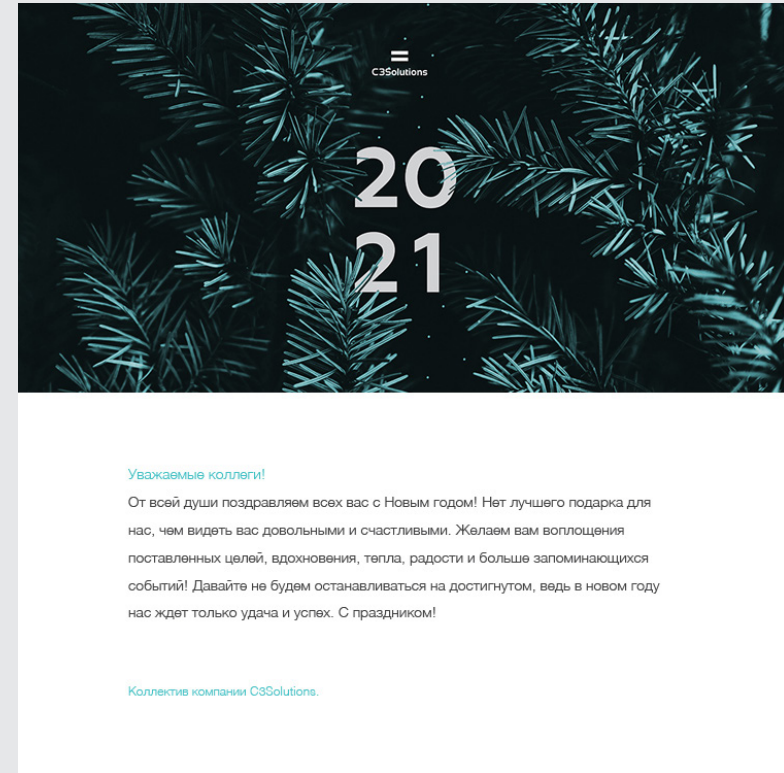 C3Solutions
20
21
Уважаемые коллеги!
От всей души поздравляем всех вас с Новым годом! Нет лучшего подарка для
нас, чем видеть вас довольными и счастливыми. Желаем вам воплощения
поставленных целей, вдохновения, тепла, радости и больше запоминающихся
событий! Давайте не будем останавливаться на достигнутом, ведь в новом году
нас ждет только удача и успех. С праздником!
Коллектив компании C3Solutions.